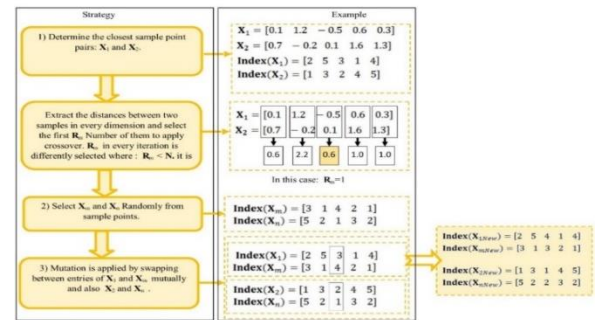 Strategy
Example
1) Determine the closest sample point
pairs: X₁ and X₂.
X₁ = [0.1 1.2 − 0.5 0.6 0.3]
X₂ = [0.7 − 0.2 0.1 1.6 1.3]
Index(X₁) = [2 5 3 1 4]
Index(X₂) = [1 3 2 4 5]
Extract the distances between two
samples in every dimension and select
the first Rₙ Number of them to apply
crossover. Rₙ in every iteration is
differently selected where : Rₙ < N. it is
X₁ = [0.1 1.2 − 0.5 0.6 0.3]
X₂ = [0.7 − 0.2 0.1 1.6 1.3]
0.6 2.2 0.6 1.0 1.0
In this case: Rₙ=1
2) Select Xₘ and Xₙ Randomly from
sample points.
Index(Xₘ) = [3 1 4 2 1]
Index(Xₙ) = [5 2 1 3 2]
3) Mutation is applied by swapping
between entries of X₁ and Xₘ mutually
and also X₂ and Xₙ .
Index(X₁) = [2 5 3 1 4]
Index(Xₘ) = [3 1 4 2 1]
Index(X₂) = [1 3 2 4 5]
Index(Xₙ) = [5 2 1 3 2]
Index(X₁New) = [2 5 4 1 4]
Index(XmNew) = [3 1 3 2 1]
Index(X₂New) = [1 3 1 4 5]
Index(XnNew) = [5 2 2 3 2]